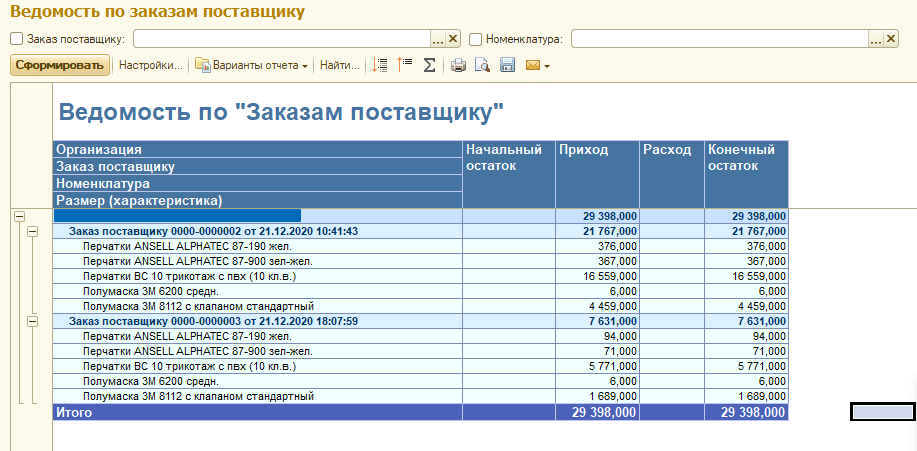 Ведомость по заказам поставщику
Заказ поставщику: ... Номенклатура: ...
Сформировать Настройки... Варианты отчета Найти...
Ведомость по "Заказам поставщику"
Организация Начальный остаток Приход Расход Конечный остаток
Заказ поставщику
Номенклатура
Размер (характеристика)
29 398,000 29 398,000
Заказ поставщику 0000-0000002 от 21.12.2020 10:41:43 21 767,000 21 767,000
Перчатки ANSELL ALPHATEC 87-190 жел. 376,000 376,000
Перчатки ANSELL ALPHATEC 87-900 зел-жел. 367,000 367,000
Перчатки ВС 10 трикотаж с пвх (10 кл.в.) 16 559,000 16 559,000
Полумаска 3М 6200 средн. 6,000 6,000
Полумаска 3М 8112 с клапаном стандартный 4 459,000 4 459,000
Заказ поставщику 0000-0000003 от 21.12.2020 18:07:59 7 631,000 7 631,000
Перчатки ANSELL ALPHATEC 87-190 жел. 94,000 94,000
Перчатки ANSELL ALPHATEC 87-900 зел-жел. 71,000 71,000
Перчатки ВС 10 трикотаж с пвх (10 кл.в.) 5 771,000 5 771,000
Полумаска 3М 6200 средн. 6,000 6,000
Полумаска 3М 8112 с клапаном стандартный 1 689,000 1 689,000
Итого 29 398,000 29 398,000